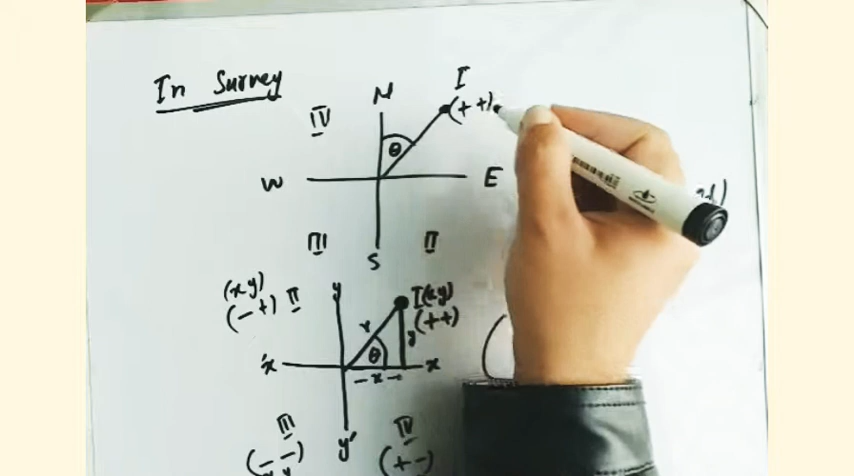 In Survey
I
N
IV
(+ +)
θ
W
E
III
II
S
(x y)
(- +)
II
y
I(x y)
(+ +)
r
y
θ
x'
- x -
x
III
IV
y'
(- -)
(+ -)